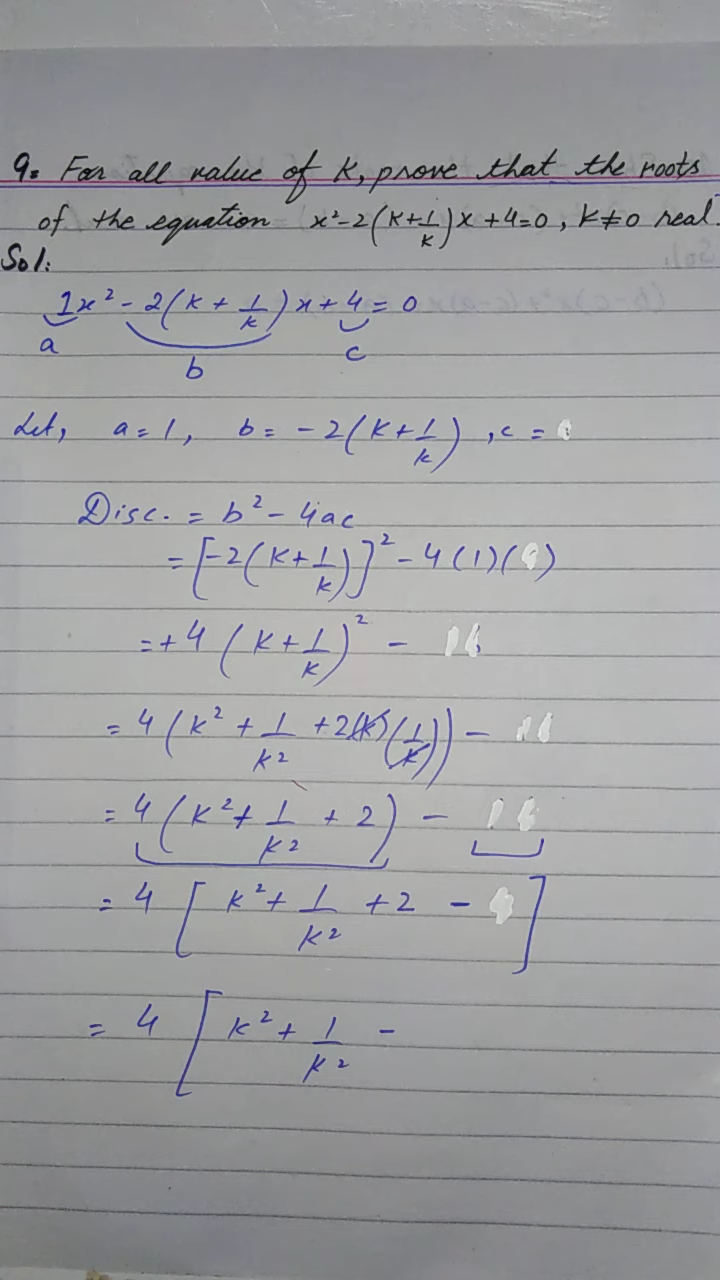 9. For all value of K, prove that the roots
of the equation x²-2(K+1/K)x+4=0, K≠0 real.
Sol:
1x²-2(K+1/K)x+4=0
a b c
Let, a=1, b=-2(K+1/K), c=
Disc. = b²-4ac
=[-2(K+1/K)]²-4(1)( )
=+4(K+1/K)²- 16
=4(K²+1/K²+2(K)(1/K))- 16
=4(K²+1/K²+2)- 16
=4[K²+1/K²+2- ]
=4[K²+1/K²-